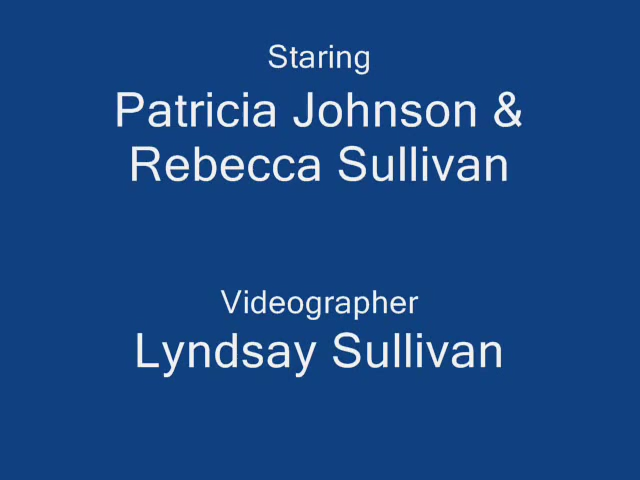 Staring
Patricia Johnson &
Rebecca Sullivan
Videographer
Lyndsay Sullivan